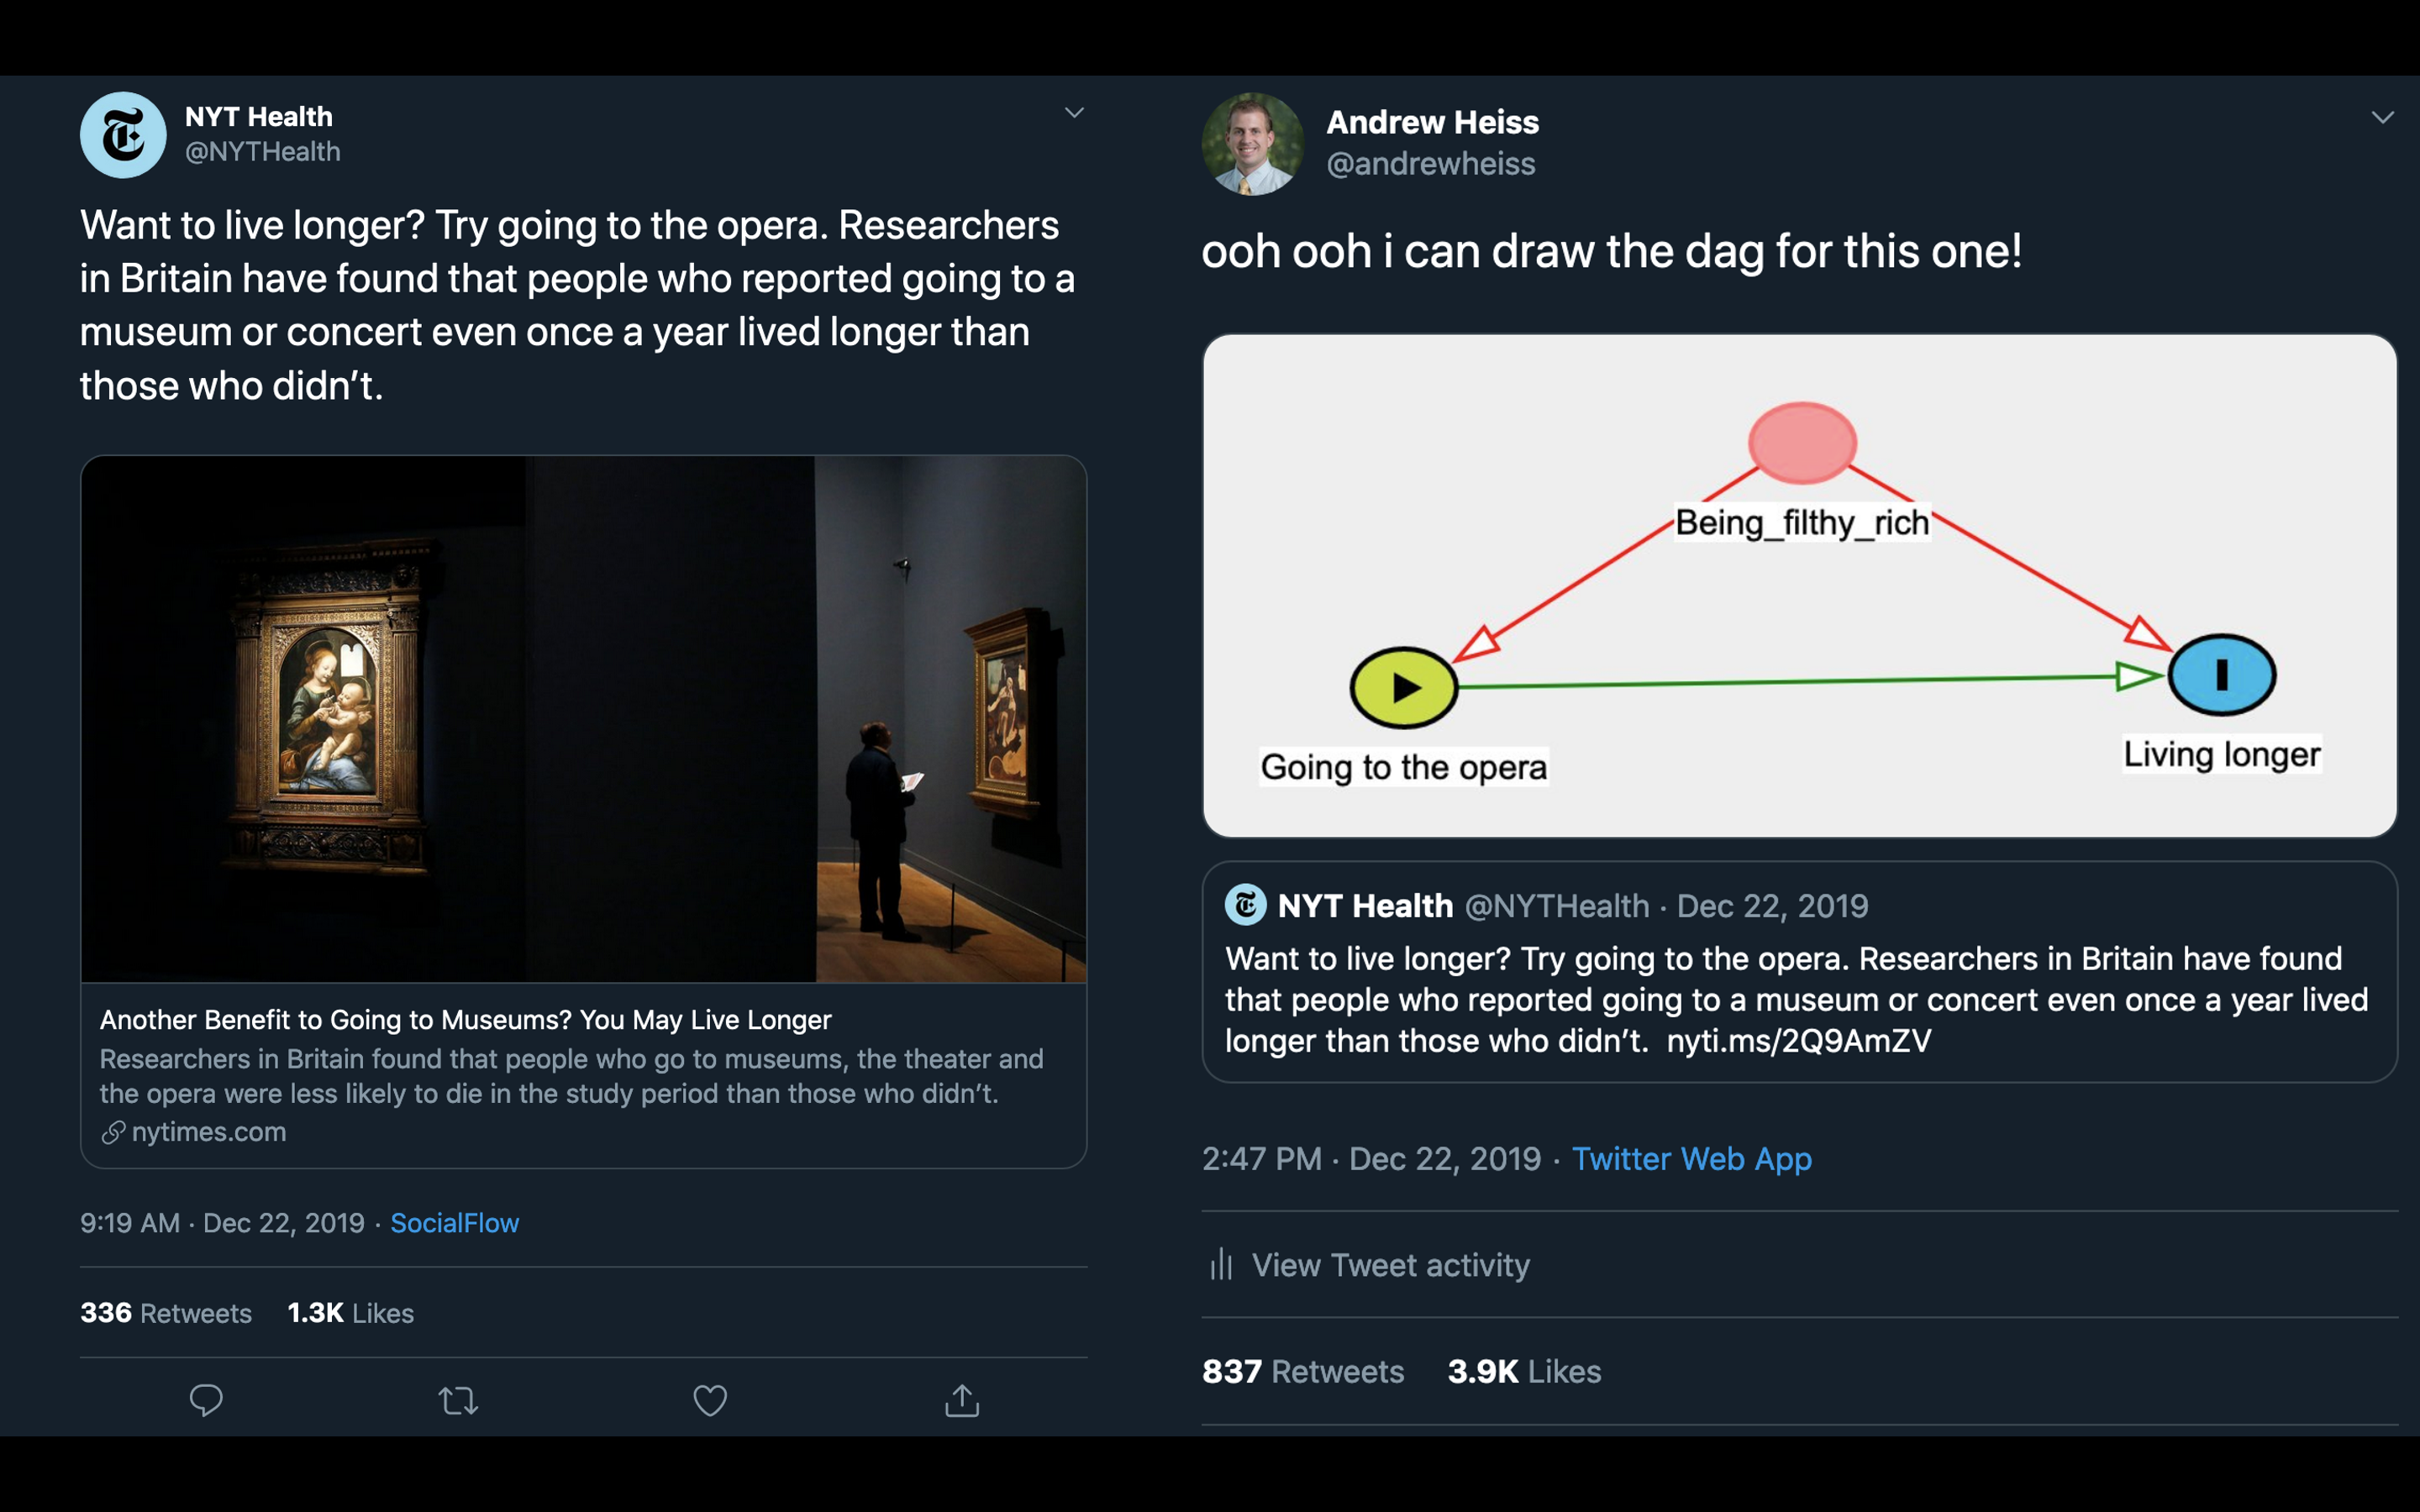 NYT Health
@NYTHealth
Want to live longer? Try going to the opera. Researchers
in Britain have found that people who reported going to a
museum or concert even once a year lived longer than
those who didn’t.
Another Benefit to Going to Museums? You May Live Longer
Researchers in Britain found that people who go to museums, the theater and
the opera were less likely to die in the study period than those who didn’t.
nytimes.com
9:19 AM · Dec 22, 2019 · SocialFlow
336 Retweets 1.3K Likes
Andrew Heiss
@andrewheiss
ooh ooh i can draw the dag for this one!
Being_filthy_rich
Going to the opera
Living longer
NYT Health @NYTHealth · Dec 22, 2019
Want to live longer? Try going to the opera. Researchers in Britain have found
that people who reported going to a museum or concert even once a year lived
longer than those who didn’t. nyti.ms/2Q9AmZV
2:47 PM · Dec 22, 2019 · Twitter Web App
View Tweet activity
837 Retweets 3.9K Likes